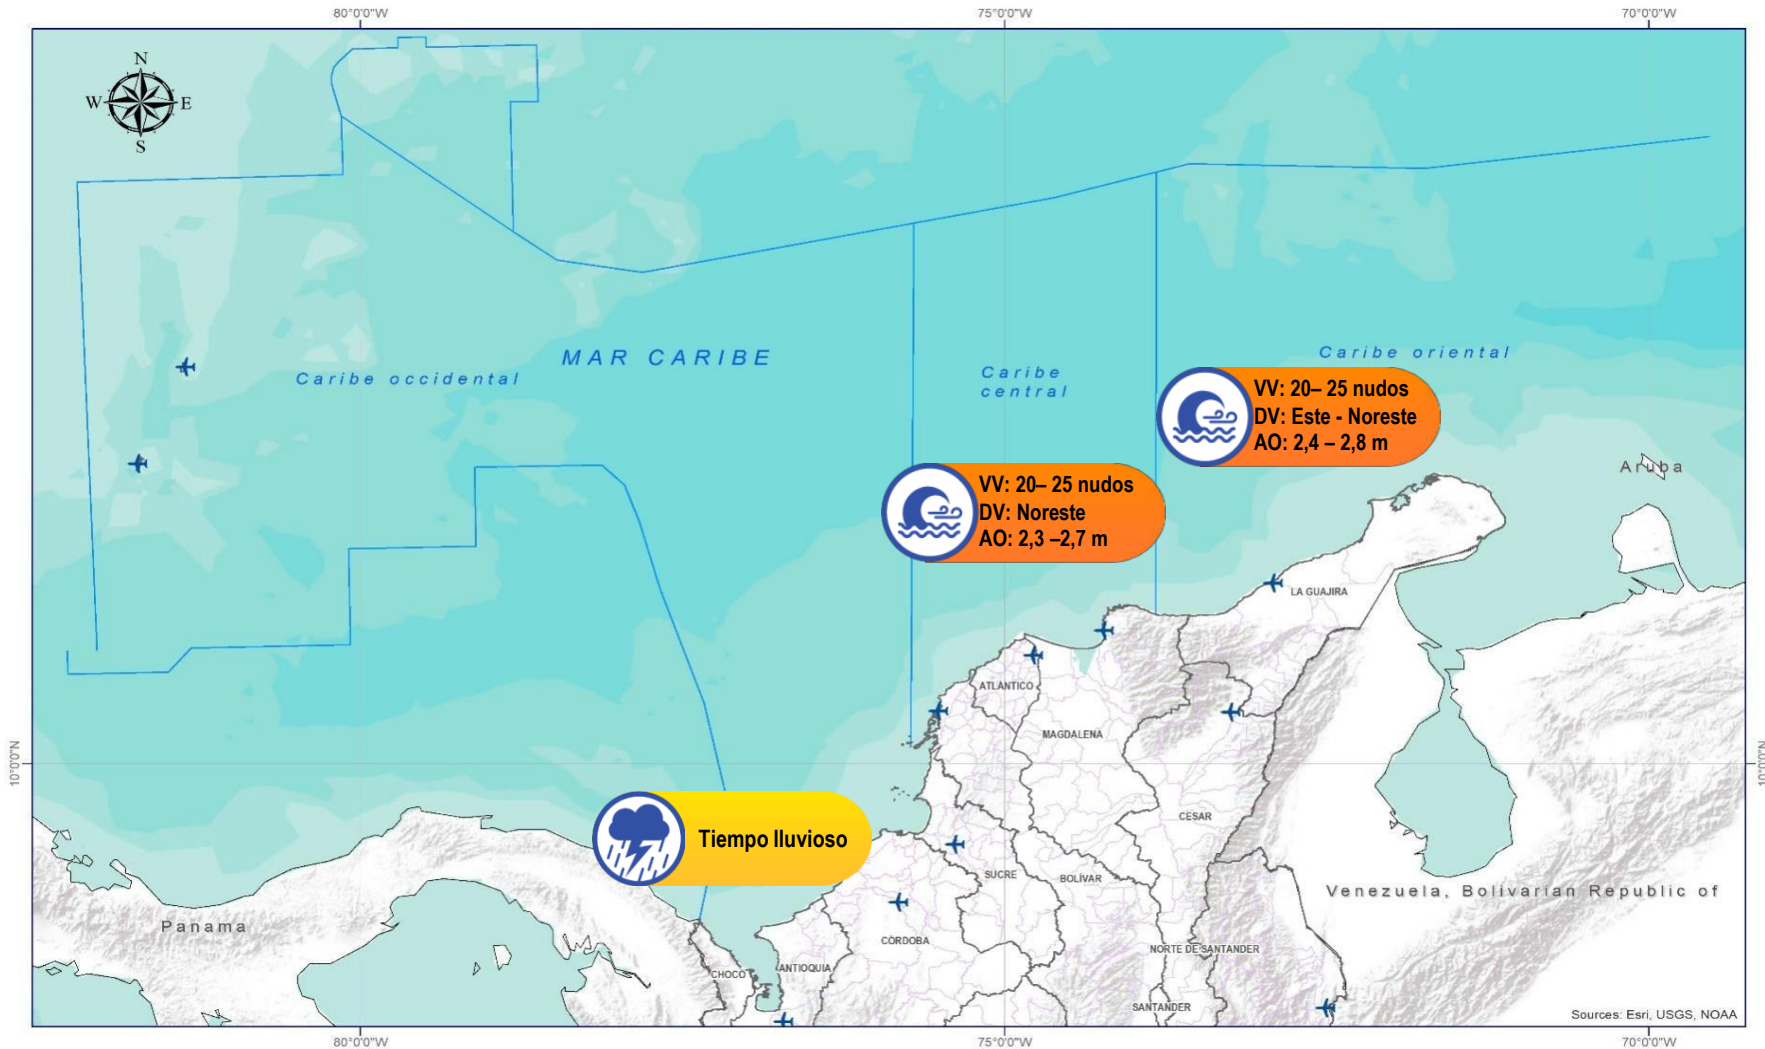 80°0'0"W
75°0'0"W
70°0'0"W
N
W
E
S
MAR CARIBE
Caribe occidental
Caribe
central
Caribe oriental
VV: 20– 25 nudos
DV: Este - Noreste
AO: 2,4 – 2,8 m
VV: 20– 25 nudos
DV: Noreste
AO: 2,3 –2,7 m
Aruba
LA GUAJIRA
ATLÁNTICO
MAGDALENA
10°0'0"N
10°0'0"N
CESAR
Tiempo lluvioso
SUCRE
BOLÍVAR
Venezuela, Bolivarian Republic of
Panama
CÓRDOBA
NORTE DE SANTANDER
CHOCO
ANTIOQUIA
SANTANDER
Sources: Esri, USGS, NOAA
80°0'0"W
75°0'0"W
70°0'0"W